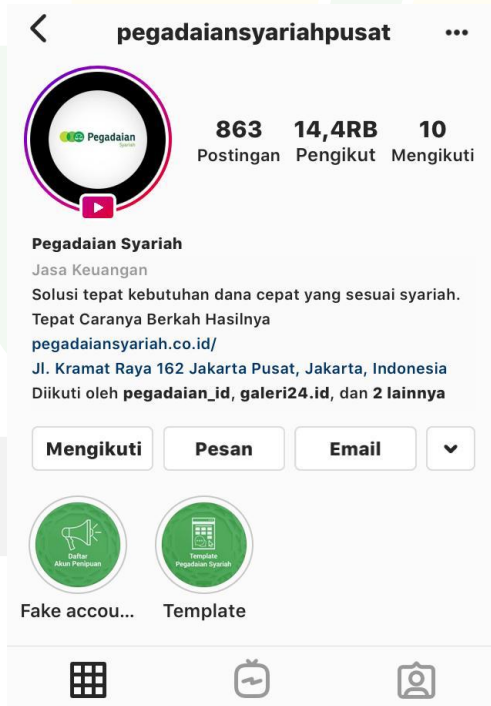 pegadaiansyariahpusat
Pegadaian
Syariah
863 14,4RB 10
Postingan Pengikut Mengikuti
Pegadaian Syariah
Jasa Keuangan
Solusi tepat kebutuhan dana cepat yang sesuai syariah.
Tepat Caranya Berkah Hasilnya
pegadaiansyariah.co.id/
Jl. Kramat Raya 162 Jakarta Pusat, Jakarta, Indonesia
Diikuti oleh pegadaian_id, galeri24.id, dan 2 lainnya
Mengikuti Pesan Email
Daftar
Akun Penipuan
Template
Pegadaian Syariah
Fake accou... Template